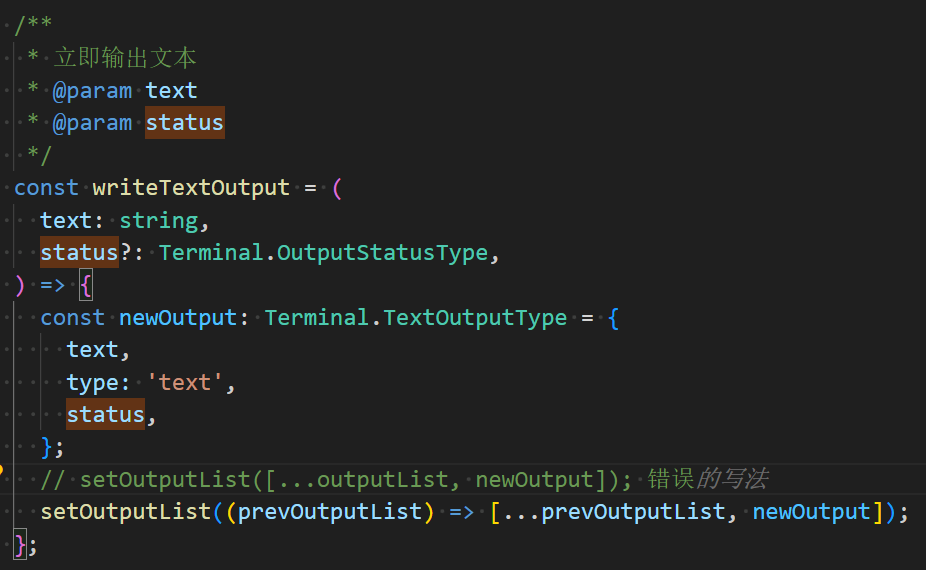 /**
 * 立即输出文本
 * @param text
 * @param status
 */
const writeTextOutput = (
  text: string,
  status?: Terminal.OutputStatusType,
) => {
  const newOutput: Terminal.TextOutputType = {
    text,
    type: 'text',
    status,
  };
  // setOutputList([...outputList, newOutput]); 错误的写法
  setOutputList((prevOutputList) => [...prevOutputList, newOutput]);
};